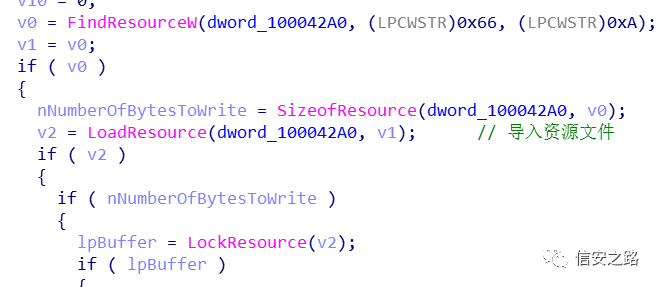 v10 = 0;
v0 = FindResourceW(dword_100042A0, (LPCWSTR)0x66, (LPCWSTR)0xA);
v1 = v0;
if ( v0 )
{
nNumberOfBytesToWrite = SizeofResource(dword_100042A0, v0);
v2 = LoadResource(dword_100042A0, v1); // 导入资源文件
if ( v2 )
{
if ( nNumberOfBytesToWrite )
{
lpBuffer = LockResource(v2);
if ( lpBuffer )
{
信安之路